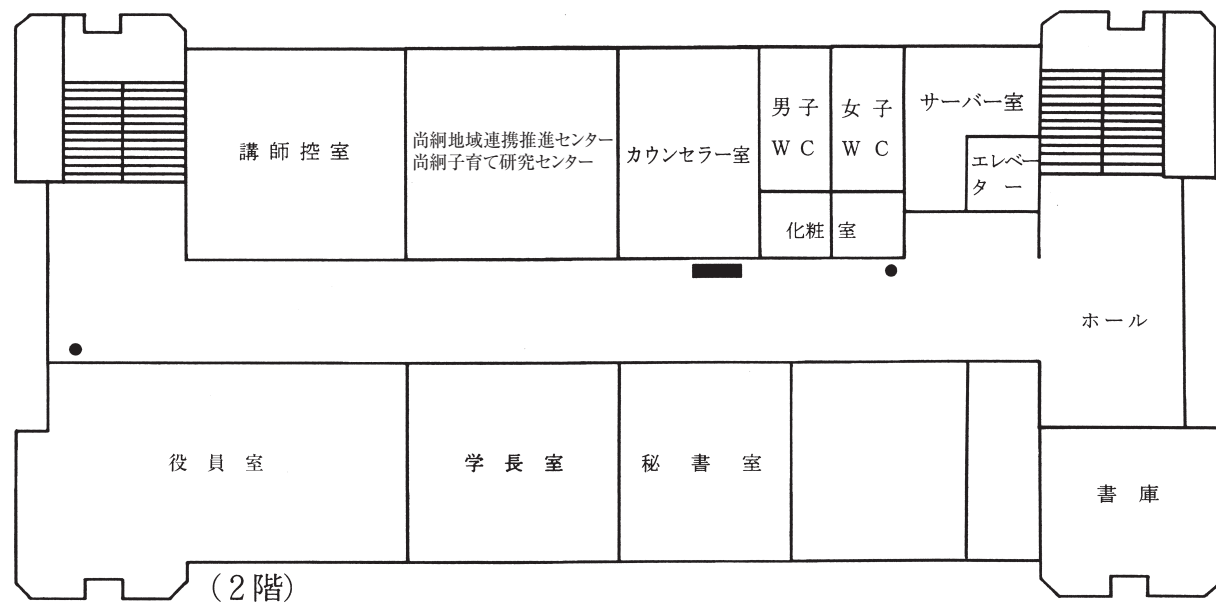 講師控室
尚絅地域連携推進センター
尚絅子育て研究センター
カウンセラー室
男子
WC
女子
WC
化粧室
サーバー室
エレベー
ター
ホール
役員室
学長室
秘書室
書庫
(2階)